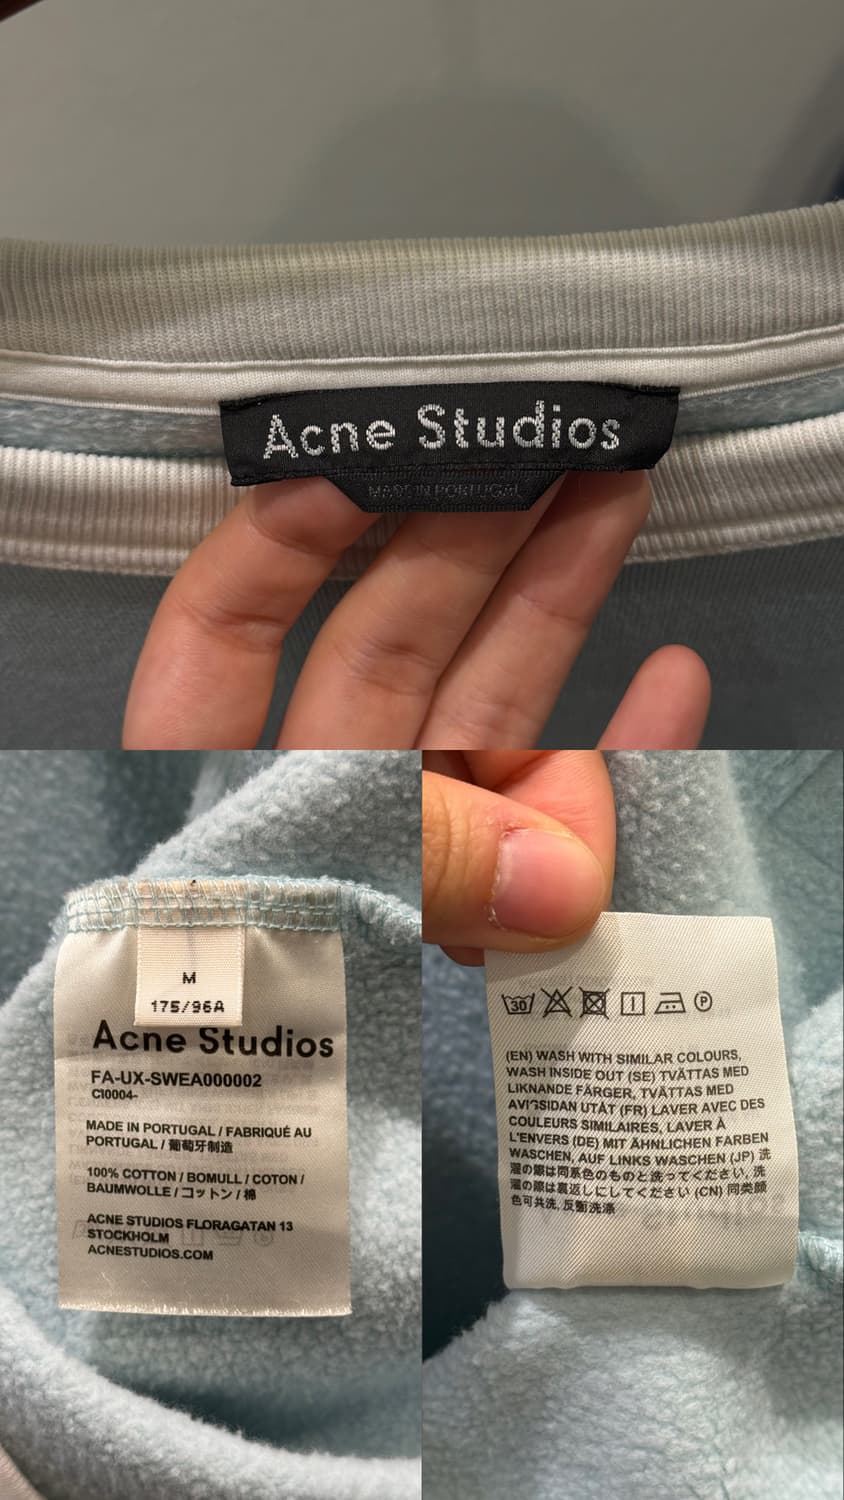 Acne Studios
MADE IN PORTUGAL
M
175/96A
Acne Studios
FA-UX-SWEA000002
CI0004-
MADE IN PORTUGAL / FABRIQUÉ AU
PORTUGAL / 葡萄牙制造
100% COTTON / BOMULL / COTON /
BAUMWOLLE / コットン / 棉
ACNE STUDIOS FLORAGATAN 13
STOCKHOLM
ACNESTUDIOS.COM
30 P
(EN) WASH WITH SIMILAR COLOURS,
WASH INSIDE OUT (SE) TVÄTTAS MED
LIKNANDE FÄRGER, TVÄTTAS MED
AVIGSIDAN UTÅT (FR) LAVER AVEC DES
COULEURS SIMILAIRES, LAVER À
L'ENVERS (DE) MIT ÄHNLICHEN FARBEN
WASCHEN, AUF LINKS WASCHEN (JP) 洗
濯の際は同系色のものと洗ってください, 洗
濯の際は裏返しにしてください (CN) 同类颜
色可共洗, 反面洗涤